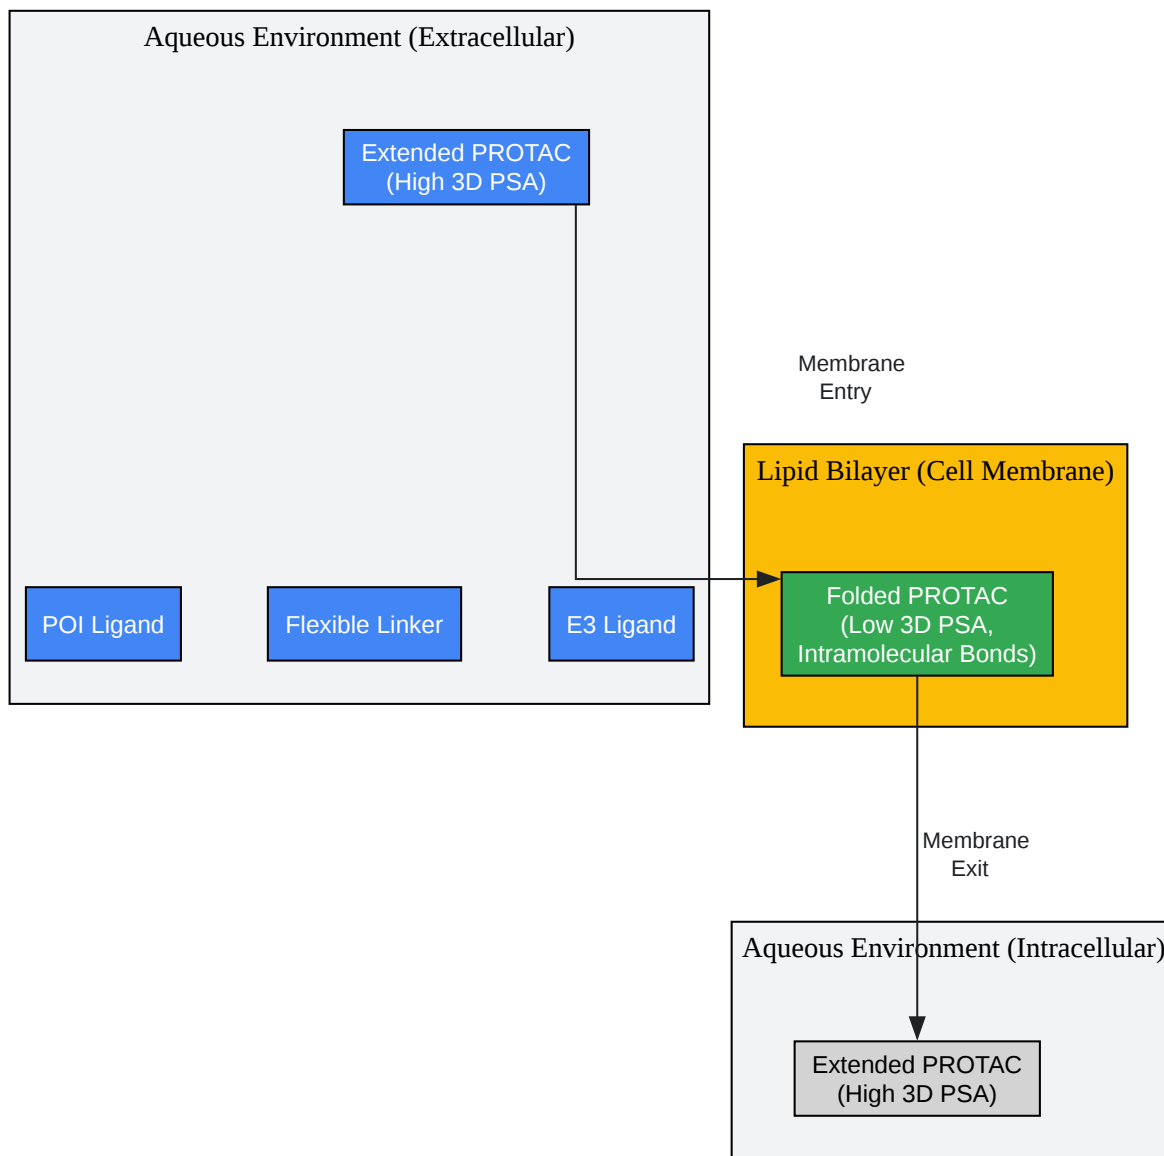 Aqueous Environment (Extracellular)
Extended PROTAC
(High 3D PSA)
Membrane
Entry
Lipid Bilayer (Cell Membrane)
POI Ligand
Flexible Linker
E3 Ligand
Folded PROTAC
(Low 3D PSA,
Intramolecular Bonds)
Membrane
Exit
Aqueous Environment (Intracellular)
Extended PROTAC
(High 3D PSA)